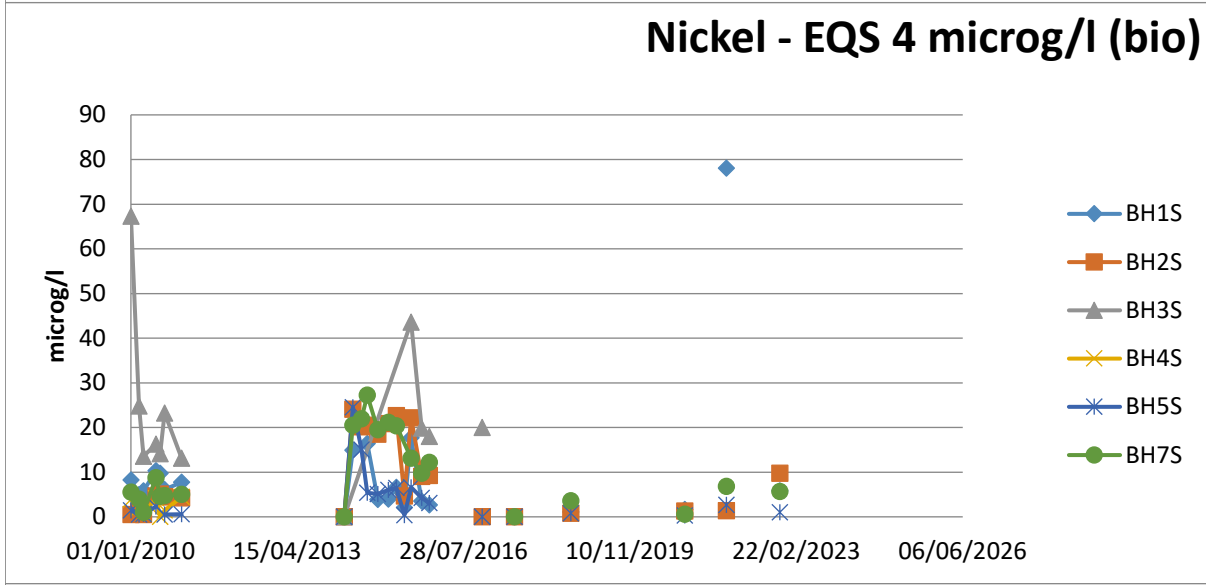 Nickel - EQS 4 microg/l (bio)
90
80
70
60
50
40
30
20
10
0
microg/l
01/01/2010 15/04/2013 28/07/2016 10/11/2019 22/02/2023 06/06/2026
BH1S
BH2S
BH3S
BH4S
BH5S
BH7S